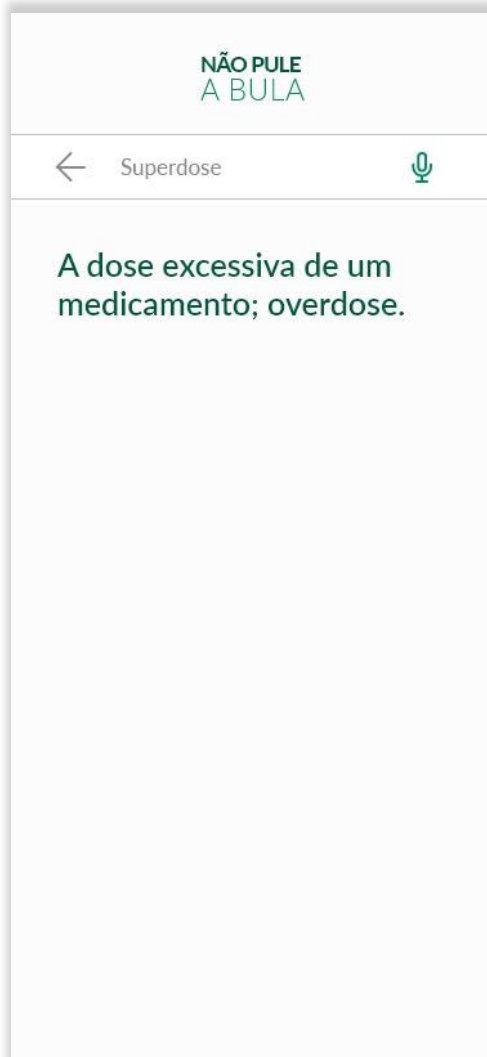 NÃO PULE
A BULA
Superdose
A dose excessiva de um
medicamento; overdose.